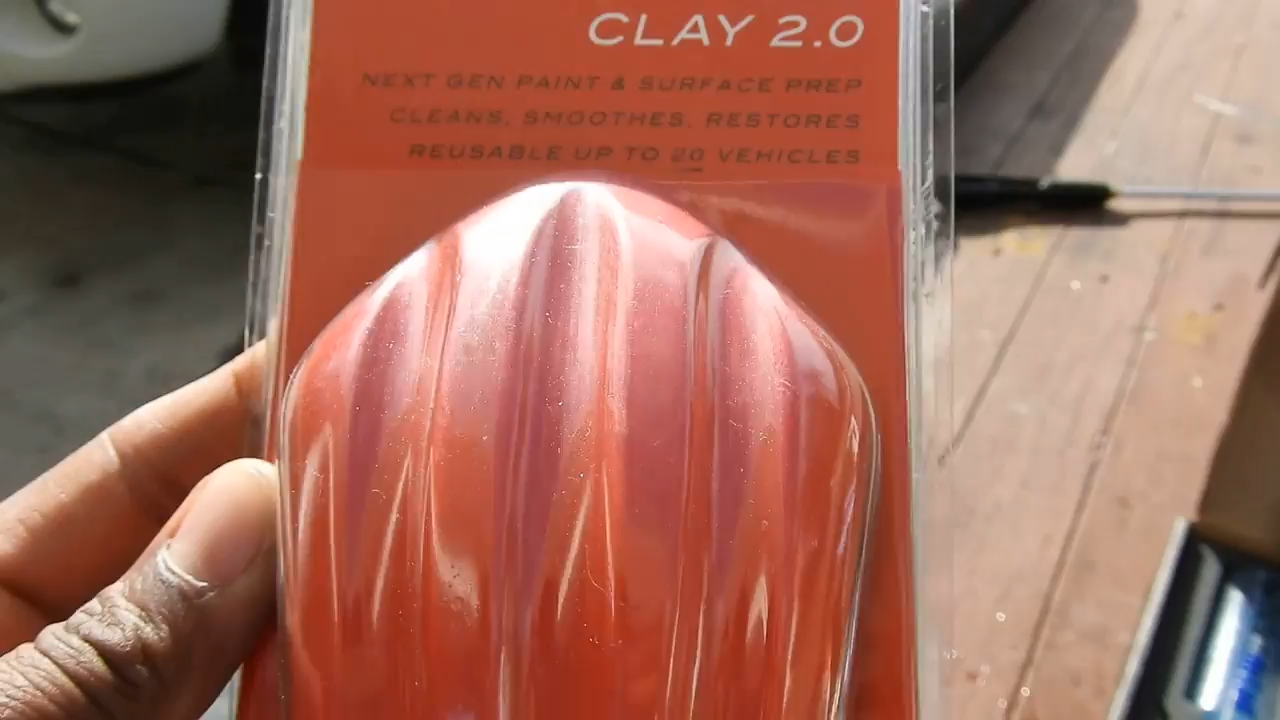 CLAY 2.0
NEXT GEN PAINT & SURFACE PREP
CLEANS, SMOOTHES, RESTORES
REUSABLE UP TO 20 VEHICLES